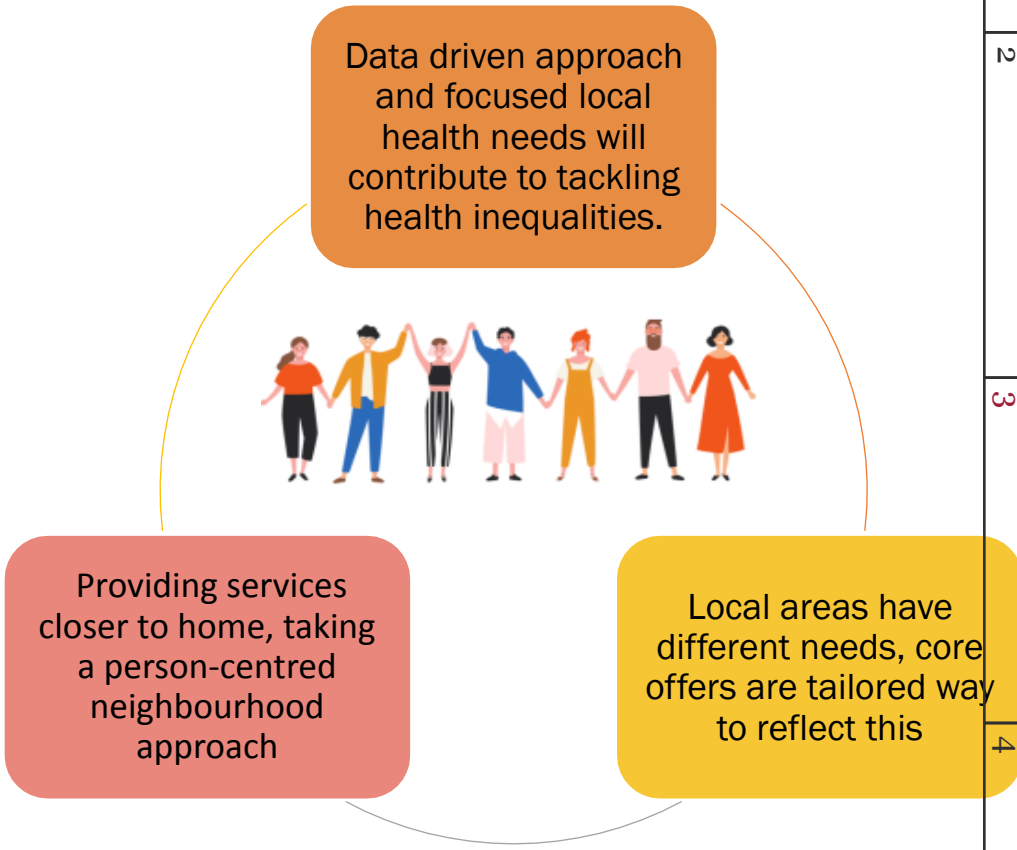 Data driven approach
and focused local
health needs will
contribute to tackling
health inequalities.
Providing services
closer to home, taking
a person-centred
neighbourhood
approach
Local areas have
different needs, core
offers are tailored way
to reflect this
2
3
4